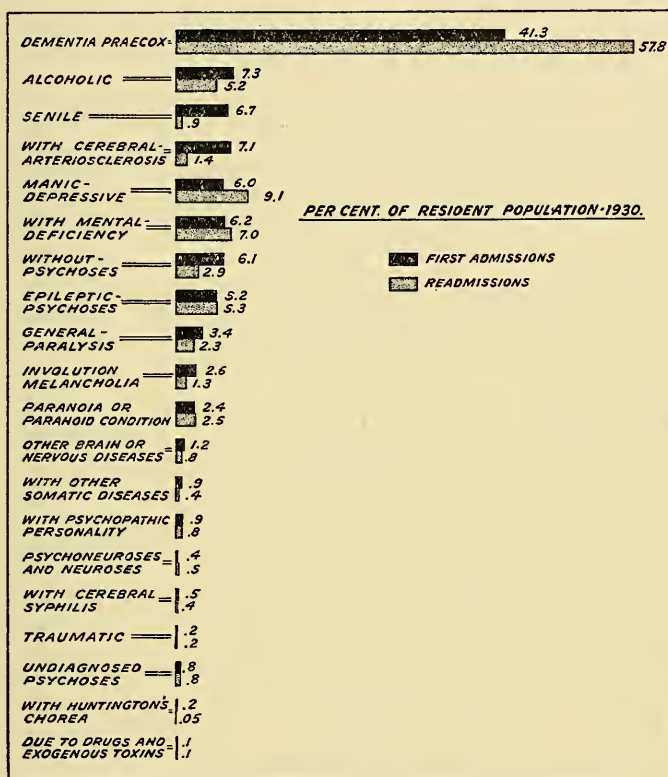 DEMENTIA PRAECOX 41.3
57.8
ALCOHOLIC 7.3
5.2
SENILE 6.7
.9
WITH CEREBRAL- 7.1
ARTERIOSCLEROSIS 1.4
MANIC- 6.0
DEPRESSIVE 9.1
PER CENT. OF RESIDENT POPULATION·1930.
WITH MENTAL- 6.2
DEFICIENCY 7.0
WITHOUT- 6.1
PSYCHOSES 2.9
FIRST ADMISSIONS
READMISSIONS
EPILEPTIC- 5.2
PSYCHOSES 5.3
GENERAL- 3.4
PARALYSIS 2.3
INVOLUTION 2.6
MELANCHOLIA 1.3
PARANOIA OR 2.4
PARAHOID CONDITION 2.5
OTHER BRAIN OR 1.2
NERVOUS DISEASES .8
WITH OTHER .9
SOMATIC DISEASES .4
WITH PSYCHOPATHIC .9
PERSONALITY .8
PSYCHONEUROSES .4
AND NEUROSES .5
WITH CEREBRAL .5
SYPHILIS .4
TRAUMATIC .2
.2
UNDIAGNOSED .8
PSYCHOSES .8
WITH HUNTINGTON'S .2
CHOREA .05
DUE TO DRUGS AND .1
EXOGENOUS TOXINS .1